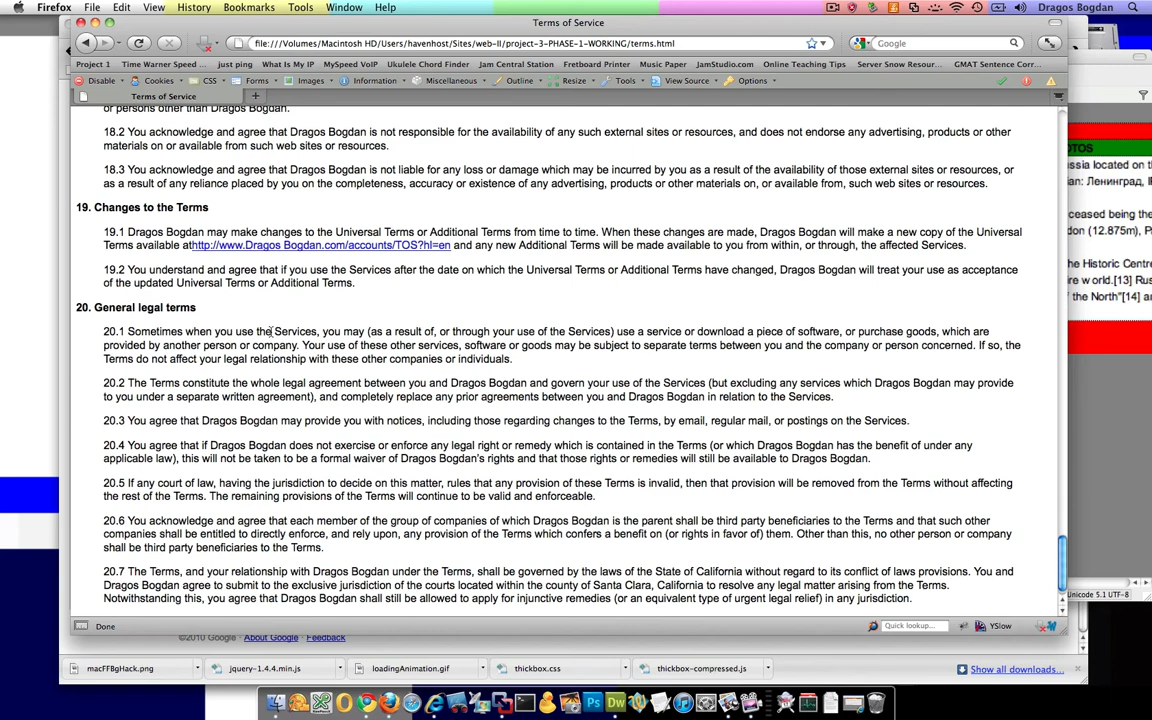 Firefox File Edit View History Bookmarks Tools Window Help Dragos Bogdan
Terms of Service
file:///Volumes/Macintosh HD/Users/havenhost/Sites/web-II/project-3-PHASE-1-WORKING/terms.html
Google
Project 1 Time Warner Speed ... just ping What Is My IP MySpeed VoIP Ukulele Chord Finder Jam Central Station Fretboard Printer Music Paper JamStudio.com Online Teaching Tips Server Snow Resour... GMAT Sentence Cor...
Disable Cookies CSS Forms Images Information Miscellaneous Outline Resize Tools View Source Options
Terms of Service
or persons other than Dragos Bogdan.
18.2 You acknowledge and agree that Dragos Bogdan is not responsible for the availability of any such external sites or resources, and does not endorse any advertising, products or other
materials on or available from such web sites or resources.
18.3 You acknowledge and agree that Dragos Bogdan is not liable for any loss or damage which may be incurred by you as a result of the availability of those external sites or resources, or
as a result of any reliance placed by you on the completeness, accuracy or existence of any advertising, products or other materials on, or available from, such web sites or resources.
19. Changes to the Terms
19.1 Dragos Bogdan may make changes to the Universal Terms or Additional Terms from time to time. When these changes are made, Dragos Bogdan will make a new copy of the Universal
Terms available athttp://www.Dragos Bogdan.com/accounts/TOS?hl=en and any new Additional Terms will be made available to you from within, or through, the affected Services.
19.2 You understand and agree that if you use the Services after the date on which the Universal Terms or Additional Terms have changed, Dragos Bogdan will treat your use as acceptance
of the updated Universal Terms or Additional Terms.
20. General legal terms
20.1 Sometimes when you use the Services, you may (as a result of, or through your use of the Services) use a service or download a piece of software, or purchase goods, which are
provided by another person or company. Your use of these other services, software or goods may be subject to separate terms between you and the company or person concerned. If so, the
Terms do not affect your legal relationship with these other companies or individuals.
20.2 The Terms constitute the whole legal agreement between you and Dragos Bogdan and govern your use of the Services (but excluding any services which Dragos Bogdan may provide
to you under a separate written agreement), and completely replace any prior agreements between you and Dragos Bogdan in relation to the Services.
20.3 You agree that Dragos Bogdan may provide you with notices, including those regarding changes to the Terms, by email, regular mail, or postings on the Services.
20.4 You agree that if Dragos Bogdan does not exercise or enforce any legal right or remedy which is contained in the Terms (or which Dragos Bogdan has the benefit of under any
applicable law), this will not be taken to be a formal waiver of Dragos Bogdan's rights and that those rights or remedies will still be available to Dragos Bogdan.
20.5 If any court of law, having the jurisdiction to decide on this matter, rules that any provision of these Terms is invalid, then that provision will be removed from the Terms without affecting
the rest of the Terms. The remaining provisions of the Terms will continue to be valid and enforceable.
20.6 You acknowledge and agree that each member of the group of companies of which Dragos Bogdan is the parent shall be third party beneficiaries to the Terms and that such other
companies shall be entitled to directly enforce, and rely upon, any provision of the Terms which confers a benefit on (or rights in favor of) them. Other than this, no other person or company
shall be third party beneficiaries to the Terms.
20.7 The Terms, and your relationship with Dragos Bogdan under the Terms, shall be governed by the laws of the State of California without regard to its conflict of laws provisions. You and
Dragos Bogdan agree to submit to the exclusive jurisdiction of the courts located within the county of Santa Clara, California to resolve any legal matter arising from the Terms.
Notwithstanding this, you agree that Dragos Bogdan shall still be allowed to apply for injunctive remedies (or an equivalent type of urgent legal relief) in any jurisdiction.
Done Quick lookup... YSlow
©2010 Google About Google Feedback
macFFBgHack.png jquery-1.4.4.min.js loadingAnimation.gif thickbox.css thickbox-compressed.js Show all downloads...
OTOS
ssia located on th
ian: Ленинград, IP
ceased being the
don (12.875m), P
he Historic Centre
re world.[13] Rus
f the North"[14] an
Unicode 5.1 UTF-8